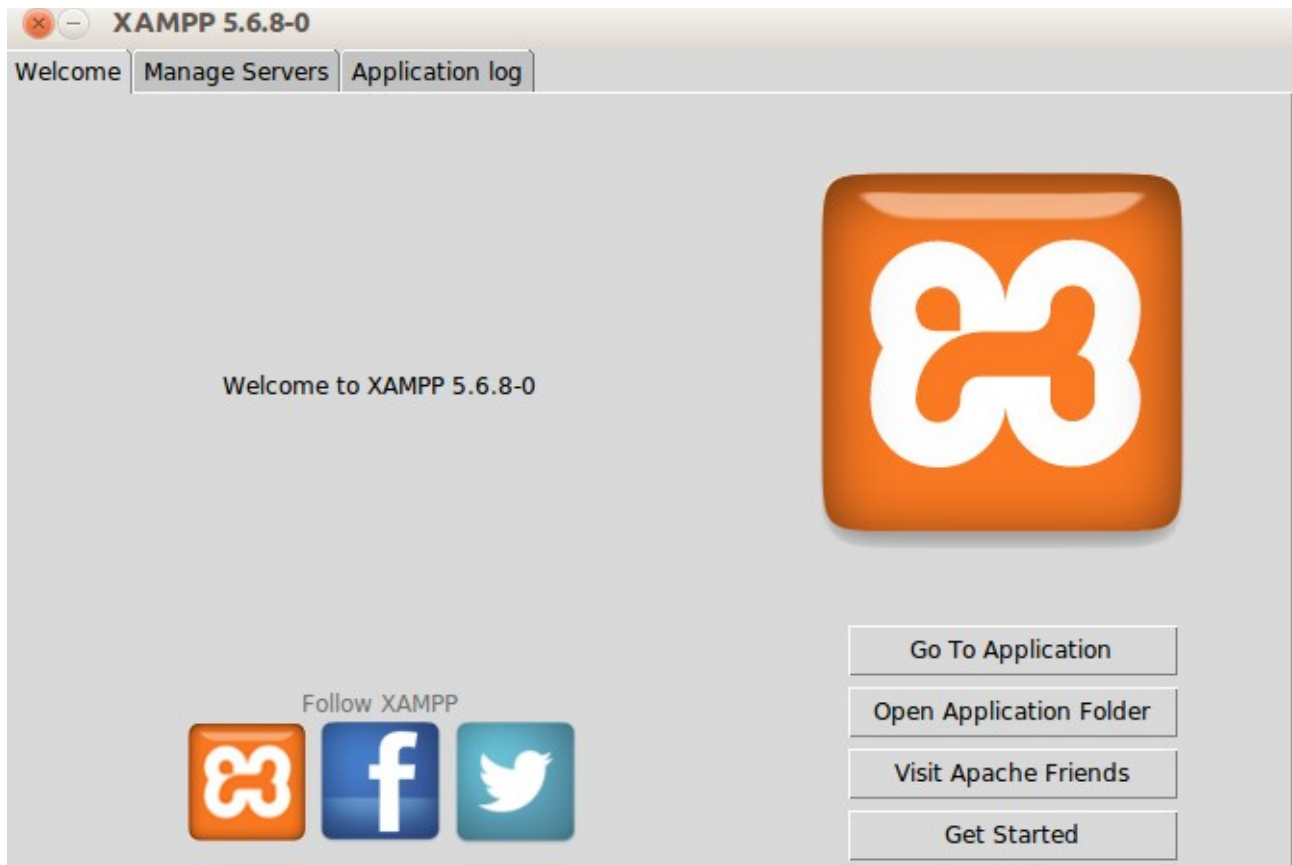 XAMPP 5.6.8-0
Welcome Manage Servers Application log
Welcome to XAMPP 5.6.8-0
Follow XAMPP
Go To Application
Open Application Folder
Visit Apache Friends
Get Started